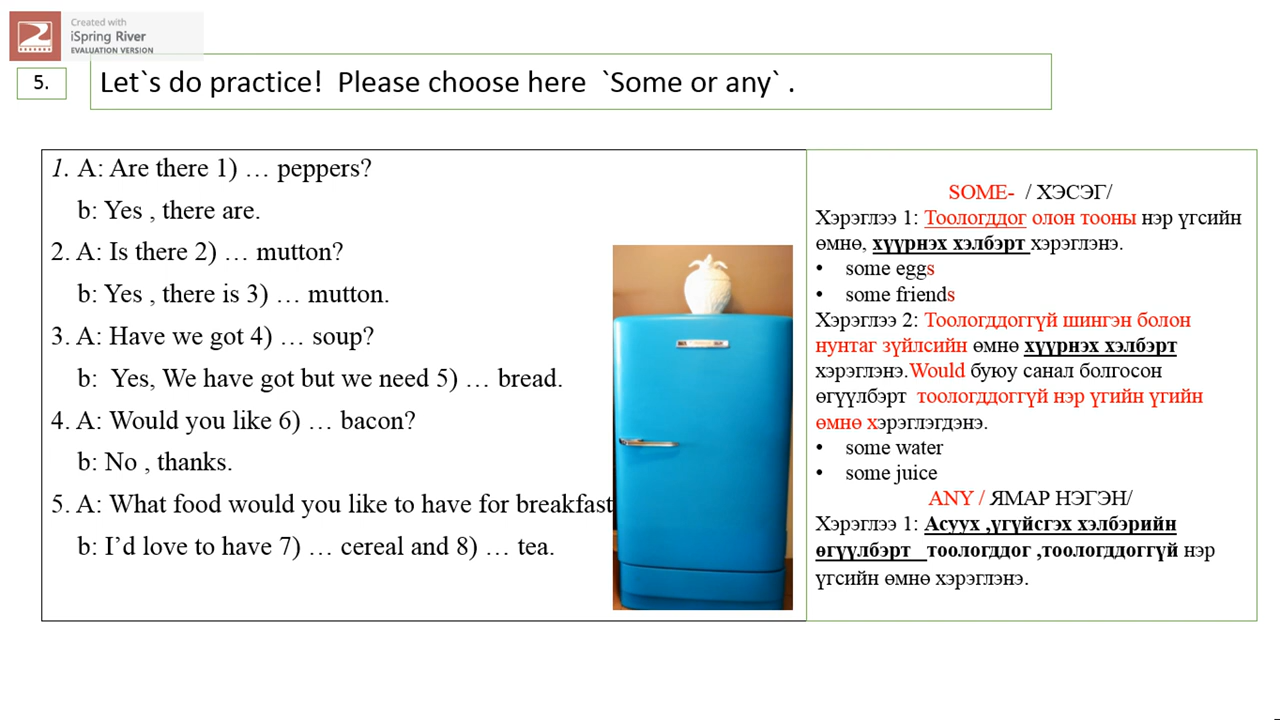 Created with
iSpring River
EVALUATION VERSION
5.
Let`s do practice! Please choose here `Some or any` .
1. A: Are there 1) … peppers?
b: Yes , there are.
2. A: Is there 2) … mutton?
b: Yes , there is 3) … mutton.
3. A: Have we got 4) … soup?
b: Yes, We have got but we need 5) … bread.
4. A: Would you like 6) … bacon?
b: No , thanks.
5. A: What food would you like to have for breakfast
b: I’d love to have 7) … cereal and 8) … tea.
SOME- / ХЭСЭГ/
Хэрэглээ 1: Тоологддог олон тооны нэр үгсийн
өмнө, хүүрнэх хэлбэрт хэрэглэнэ.
• some eggs
• some friends
Хэрэглээ 2: Тоологддоггүй шингэн болон
нунтаг зүйлсийн өмнө хүүрнэх хэлбэрт
хэрэглэнэ.Would буюу санал болгосон
өгүүлбэрт тоологддоггүй нэр үгийн үгийн
өмнө хэрэглэгдэнэ.
• some water
• some juice
ANY / ЯМАР НЭГЭН/
Хэрэглээ 1: Асуух ,үгүйсгэх хэлбэрийн
өгүүлбэрт тоологддог ,тоологддоггүй нэр
үгсийн өмнө хэрэглэнэ.